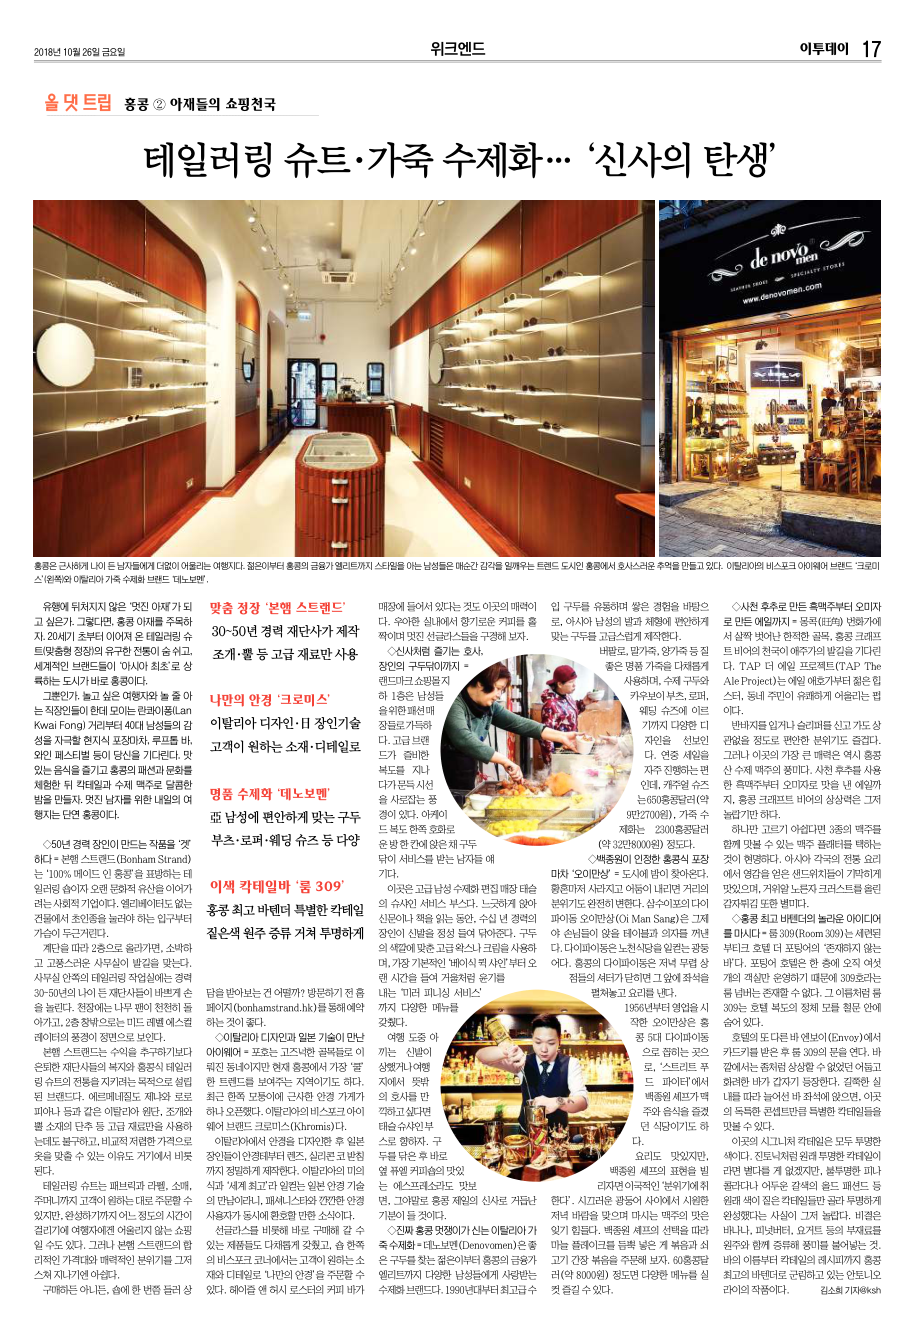 2018년 10월 26일 금요일
위크엔드
이투데이 17
올 댓 트립 홍콩 ② 아재들의 쇼핑천국
테일러링 슈트·가죽 수제화… ‘신사의 탄생’
de novo
men
LEATHER SHOES SPECIALTY STORES
www.denovomen.com
홍콩은 근사하게 나이 든 남자들에게 더없이 어울리는 여행지다. 젊은이부터 홍콩의 금융가 엘리트까지 스타일을 아는 남성들은 매순간 감각을 일깨우는 트렌드 도시인 홍콩에서 호사스러운 추억을 만들고 있다. 이탈리아의 비스포크 아이웨어 브랜드 ‘크로미
스’(왼쪽)와 이탈리아 가죽 수제화 브랜드 ‘데노보멘’.
유행에 뒤처지지 않은 ‘멋진 아재’가 되
고 싶은가. 그렇다면, 홍콩 아재를 주목하
자. 20세기 초부터 이어져 온 테일러링 슈
트(맞춤형 정장)의 유구한 전통이 숨 쉬고,
세계적인 브랜드들이 ‘아시아 최초’로 상
륙하는 도시가 바로 홍콩이다.
그뿐인가. 놀고 싶은 여행자와 놀 줄 아
는 직장인들이 한데 모이는 란콰이퐁(Lan
Kwai Fong) 거리부터 40대 남성들의 감
성을 자극할 현지식 포장마차, 루프톱 바,
와인 페스티벌 등이 당신을 기다린다. 맛
있는 음식을 즐기고 홍콩의 패션과 문화를
체험한 뒤 칵테일과 수제 맥주로 달콤한
밤을 만들자. 멋진 남자를 위한 내일의 여
행지는 단연 홍콩이다.
◇50년 경력 장인이 만드는 작품을 ‘겟’
하다 = 본햄 스트랜드(Bonham Strand)
는 ‘100% 메이드 인 홍콩’을 표방하는 테
일러링 숍이자 오랜 문화적 유산을 이어가
려는 사회적 기업이다. 엘리베이터도 없는
건물에서 초인종을 눌러야 하는 입구부터
가슴이 두근거린다.
계단을 따라 2층으로 올라가면, 소박하
고 고풍스러운 사무실이 발길을 맞는다.
사무실 안쪽의 테일러링 작업실에는 경력
30~50년의 나이 든 재단사들이 바쁘게 손
을 놀린다. 천장에는 나무 팬이 천천히 돌
아가고, 2층 창밖으로는 미드 레벨 에스컬
레이터의 풍경이 정면으로 보인다.
본햄 스트랜드는 수익을 추구하기보다
은퇴한 재단사들의 복지와 홍콩식 테일러
링 슈트의 전통을 지키려는 목적으로 설립
된 브랜드다. 에르메네질도 제냐와 로로
피아나 등과 같은 이탈리아 원단, 조개와
뿔 소재의 단추 등 고급 재료만을 사용하
는데도 불구하고, 비교적 저렴한 가격으로
옷을 맞출 수 있는 이유도 거기에서 비롯
된다.
테일러링 슈트는 패브릭과 라펠, 소매,
주머니까지 고객이 원하는 대로 주문할 수
있지만, 완성하기까지 어느 정도의 시간이
걸리기에 여행자에겐 어울리지 않는 쇼핑
일 수도 있다. 그러나 본햄 스트랜드의 합
리적인 가격대와 매력적인 분위기를 그저
스쳐 지나기엔 아쉽다.
구매하든 아니든, 숍에 한 번쯤 들러 상
맞춤 정장 ‘본햄 스트랜드’
30~50년 경력 재단사가 제작
조개·뿔 등 고급 재료만 사용
나만의 안경 ‘크로미스’
이탈리아 디자인·日 장인기술
고객이 원하는 소재·디테일로
명품 수제화 ‘데노보멘’
亞 남성에 편안하게 맞는 구두
부츠·로퍼·웨딩 슈즈 등 다양
이색 칵테일바 ‘룸 309’
홍콩 최고 바텐더 특별한 칵테일
짙은색 원주 증류 거쳐 투명하게
담을 받아보는 건 어떨까? 방문하기 전 홈
페이지(bonhamstrand.hk)를 통해 예약
하는 것이 좋다.
◇이탈리아 디자인과 일본 기술이 만난
아이웨어 = 포호는 고즈넉한 골목들로 이
뤄진 동네이지만 현재 홍콩에서 가장 ‘쿨’
한 트렌드를 보여주는 지역이기도 하다.
최근 한쪽 모퉁이에 근사한 안경 가게가
하나 오픈했다. 이탈리아의 비스포크 아이
웨어 브랜드 크로미스(Khromis)다.
이탈리아에서 안경을 디자인한 후 일본
장인들이 안경테부터 렌즈, 실리콘 코 받침
까지 정밀하게 제작한다. 이탈리아의 미의
식과 ‘세계 최고’라 일컫는 일본 안경 기술
의 만남이라니, 패셔니스타와 깐깐한 안경
사용자가 동시에 환호할 만한 소식이다.
선글라스를 비롯해 바로 구매해 갈 수
있는 제품들도 다채롭게 갖췄고, 숍 한쪽
의 비스포크 코너에서는 고객이 원하는 소
재와 디테일로 ‘나만의 안경’을 주문할 수
있다. 헤이즐 앤 허시 로스터의 커피 바가
매장에 들어서 있다는 것도 이곳의 매력이
다. 우아한 실내에서 향기로운 커피를 홀
짝이며 멋진 선글라스들을 구경해 보자.
◇신사처럼 즐기는 호사,
장인의 구두닦이까지 =
랜드마크 쇼핑몰 지
하 1층은 남성들
을 위한 패션 매
장들로 가득하
다. 고급 브랜
드가 즐비한
복도를 지나
다가 문득 시선
을 사로잡는 풍
경이 있다. 아케이
드 복도 한쪽 호화로
운 방 한 칸에 앉은 채 구두
닦이 서비스를 받는 남자들 얘
기다.
이곳은 고급 남성 수제화 편집 매장 태슬
의 슈샤인 서비스 부스다. 느긋하게 앉아
신문이나 책을 읽는 동안, 수십 년 경력의
장인이 신발을 정성 들여 닦아준다. 구두
의 색깔에 맞춘 고급 왁스나 크림을 사용하
며, 가장 기본적인 ‘베이식 퀵 샤인’부터 오
랜 시간을 들여 거울처럼 윤기를
내는 ‘미러 피니싱 서비스’
까지 다양한 메뉴를
갖췄다.
여행 도중 아
끼는 신발이
상했거나 여행
지에서 뜻밖
의 호사를 만
끽하고 싶다면
태슬 슈샤인 부
스로 향하자. 구
두를 닦은 후 바로
옆 퓨엘 커피숍의 맛있
는 에스프레소라도 맛보
면, 그야말로 홍콩 제일의 신사로 거듭난
기분이 들 것이다.
◇진짜 홍콩 멋쟁이가 신는 이탈리아 가
죽 수제화 = 데노보멘(Denovomen)은 좋
은 구두를 찾는 젊은이부터 홍콩의 금융가
엘리트까지 다양한 남성들에게 사랑받는
수제화 브랜드다. 1990년대부터 최고급 수
입 구두를 유통하며 쌓은 경험을 바탕으
로, 아시아 남성의 발과 체형에 편안하게
맞는 구두를 고급스럽게 제작한다.
버팔로, 말가죽, 양가죽 등 질
좋은 명품 가죽을 다채롭게
사용하며, 수제 구두와
카우보이 부츠, 로퍼,
웨딩 슈즈에 이르
기까지 다양한 디
자인을 선보인
다. 연중 세일을
자주 진행하는 편
인데, 캐주얼 슈즈
는 650홍콩달러(약
9만2700원), 가죽 수
제화는 2300홍콩달러
(약 32만8000원) 정도다.
◇백종원이 인정한 홍콩식 포장
마차 ‘오이만상’ = 도시에 밤이 찾아온다.
황혼마저 사라지고 어둠이 내리면 거리의
분위기도 완전히 변한다. 삼수이포의 다이
파이동 오이만상(Oi Man Sang)은 그제
야 손님들이 앉을 테이블과 의자를 꺼낸
다. 다이파이동은 노천식당을 일컫는 광둥
어다. 홍콩의 다이파이동은 저녁 무렵 상
점들의 셔터가 닫히면 그 앞에 좌석을
펼쳐놓고 요리를 낸다.
1956년부터 영업을 시
작한 오이만상은 홍
콩 5대 다이파이동
으로 꼽히는 곳으
로, ‘스트리트 푸
드 파이터’에서
백종원 셰프가 맥
주와 음식을 즐겼
던 식당이기도 하
다.
요리도 맛있지만,
백종원 셰프의 표현을 빌
리자면 이국적인 ‘분위기에 취
한다’. 시끄러운 광둥어 사이에서 시원한
저녁 바람을 맞으며 마시는 맥주의 맛은
잊기 힘들다. 백종원 셰프의 선택을 따라
마늘 플레이크를 듬뿍 넣은 게 볶음과 쇠
고기 간장 볶음을 주문해 보자. 60홍콩달
러(약 8000원) 정도면 다양한 메뉴를 실
컷 즐길 수 있다.
◇사천 후추로 만든 흑맥주부터 오미자
로 만든 에일까지 = 몽콕(旺角) 번화가에
서 살짝 벗어난 한적한 골목, 홍콩 크래프
트 비어의 천국이 애주가의 발길을 기다린
다. TAP 더 에일 프로젝트(TAP The
Ale Project)는 에일 애호가부터 젊은 힙
스터, 동네 주민이 유쾌하게 어울리는 펍
이다.
반바지를 입거나 슬리퍼를 신고 가도 상
관없을 정도로 편안한 분위기도 즐겁다.
그러나 이곳의 가장 큰 매력은 역시 홍콩
산 수제 맥주의 풍미다. 사천 후추를 사용
한 흑맥주부터 오미자로 맛을 낸 에일까
지, 홍콩 크래프트 비어의 상상력은 그저
놀랍기만 하다.
하나만 고르기 아쉽다면 3종의 맥주를
함께 맛볼 수 있는 맥주 플래터를 택하는
것이 현명하다. 아시아 각국의 전통 요리
에서 영감을 얻은 샌드위치들이 기막히게
맛있으며, 거위알 노른자 크러스트를 올린
감자튀김 또한 별미다.
◇홍콩 최고 바텐더의 놀라운 아이디어
를 마시다 = 룸 309(Room 309)는 세련된
부티크 호텔 더 포팅어의 ‘존재하지 않는
바’다. 포팅어 호텔은 한 층에 오직 여섯
개의 객실만 운영하기 때문에 309호라는
룸 넘버는 존재할 수 없다. 그 이름처럼 룸
309는 호텔 복도의 정체 모를 철문 안에
숨어 있다.
호텔의 또 다른 바 엔보이(Envoy)에서
카드키를 받은 후 룸 309의 문을 연다. 바
깥에서는 좀처럼 상상할 수 없었던 어둡고
화려한 바가 갑자기 등장한다. 길쭉한 실
내를 따라 늘어선 바 좌석에 앉으면, 이곳
의 독특한 콘셉트만큼 특별한 칵테일들을
맛볼 수 있다.
이곳의 시그니처 칵테일은 모두 투명한
색이다. 진토닉처럼 원래 투명한 칵테일이
라면 별다를 게 없겠지만, 불투명한 피냐
콜라다나 어두운 갈색의 올드 패션드 등
원래 색이 짙은 칵테일들만 골라 투명하게
완성했다는 사실이 그저 놀랍다. 비결은
바나나, 피넛버터, 요거트 등의 부재료를
원주와 함께 증류해 풍미를 불어넣는 것.
바의 이름부터 칵테일의 레시피까지 홍콩
최고의 바텐더로 군림하고 있는 안토니오
라이의 작품이다. 김소희 기자@ksh